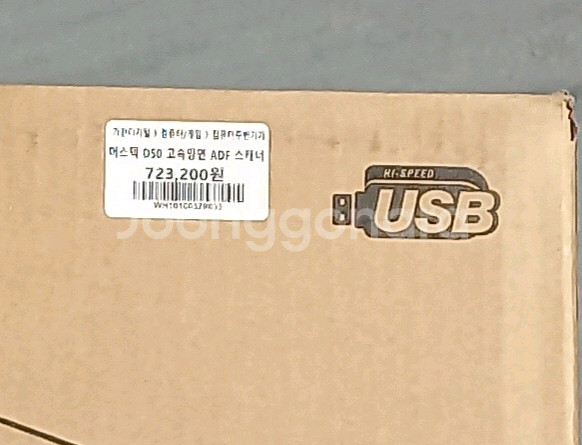 가전디지털 > 컴퓨터/게임 > 컴퓨터주변기기
머스텍 D50 고속양면 ADF 스캐너
723,200원
HI-SPEED
USB
Joonggonara